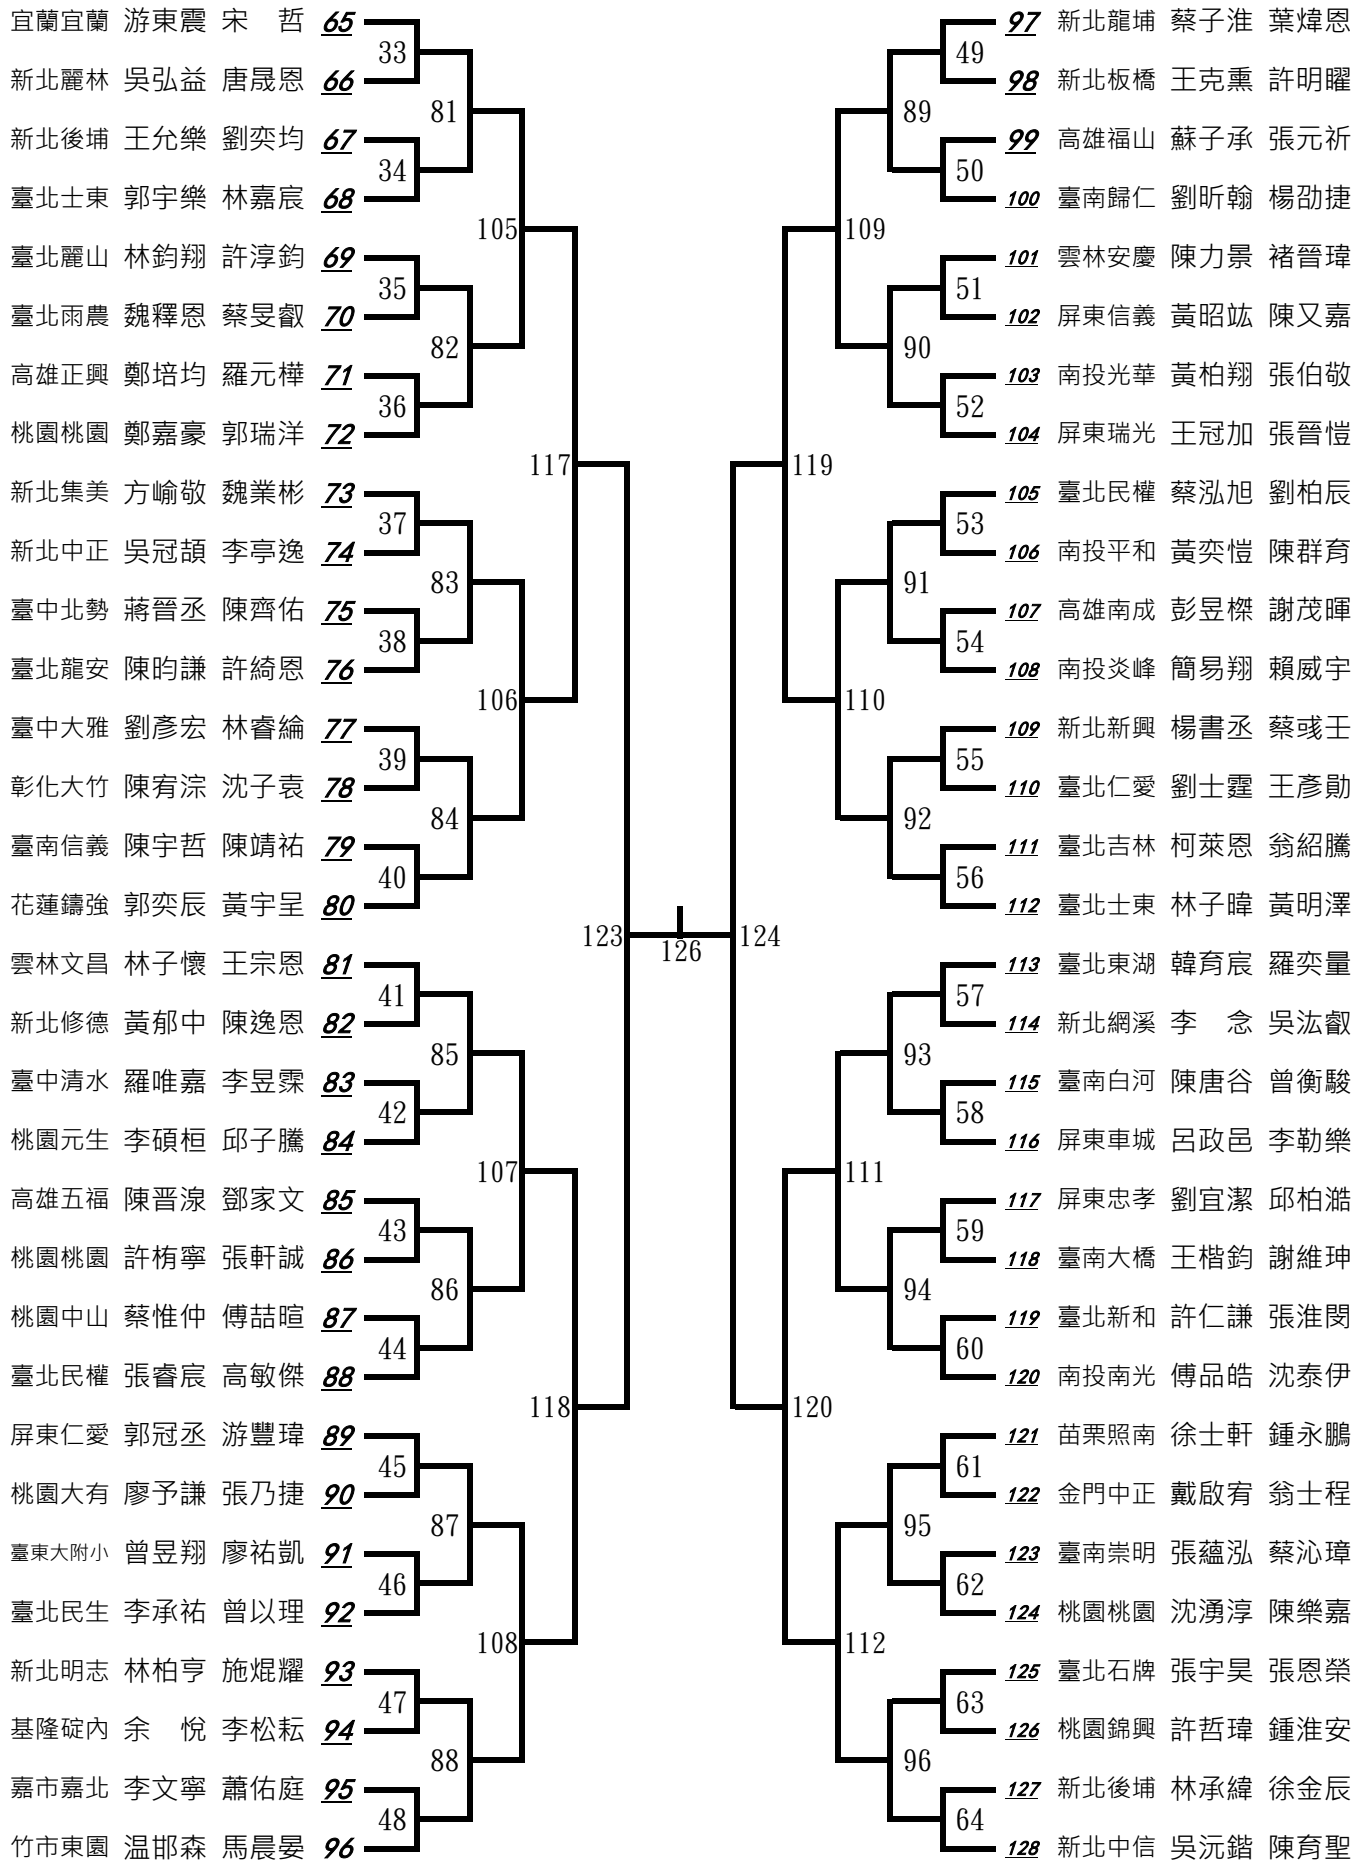 宜蘭宜蘭 游東震 宋　哲 65
33
新北麗林 吳弘益 唐晟恩 66
81
新北後埔 王允樂 劉奕均 67
34
臺北士東 郭宇樂 林嘉宸 68
105
臺北麗山 林鈞翔 許淳鈞 69
35
臺北雨農 魏釋恩 蔡旻叡 70
82
高雄正興 鄭培均 羅元樺 71
36
桃園桃園 鄭嘉豪 郭瑞洋 72
117
新北集美 方崳敬 魏業彬 73
37
新北中正 吳冠頡 李亭逸 74
83
臺中北勢 蔣晉丞 陳齊佑 75
38
臺北龍安 陳昀謙 許綺恩 76
106
臺中大雅 劉彥宏 林睿綸 77
39
彰化大竹 陳宥淙 沈子袁 78
84
臺南信義 陳宇哲 陳靖祐 79
40
花蓮鑄強 郭奕辰 黃宇呈 80
123
雲林文昌 林子懷 王宗恩 81
41
新北修德 黃郁中 陳逸恩 82
85
臺中清水 羅唯嘉 李昱霖 83
42
桃園元生 李碩桓 邱子騰 84
107
高雄五福 陳晋湶 鄧家文 85
43
桃園桃園 許栯寧 張軒誠 86
86
桃園中山 蔡惟仲 傅喆暄 87
44
臺北民權 張睿宸 高敏傑 88
118
屏東仁愛 郭冠丞 游豐瑋 89
45
桃園大有 廖予謙 張乃捷 90
87
臺東大附小 曾昱翔 廖祐凱 91
46
臺北民生 李承祐 曾以理 92
108
新北明志 林柏亨 施焜耀 93
47
基隆碇內 余　悅 李松耘 94
88
嘉市嘉北 李文寧 蕭佑庭 95
48
竹市東園 温邯森 馬晨晏 96
126
97 新北龍埔 蔡子淮 葉煒恩
49
98 新北板橋 王克熏 許明曜
89
99 高雄福山 蘇子承 張元祈
50
100 臺南歸仁 劉昕翰 楊劭捷
109
101 雲林安慶 陳力景 褚晉瑋
51
102 屏東信義 黃昭竑 陳又嘉
90
103 南投光華 黃柏翔 張伯敬
52
104 屏東瑞光 王冠加 張晉愷
119
105 臺北民權 蔡泓旭 劉柏辰
53
106 南投平和 黃奕愷 陳群育
91
107 高雄南成 彭昱榤 謝茂暉
54
108 南投炎峰 簡易翔 賴威宇
110
109 新北新興 楊書丞 蔡彧王
55
110 臺北仁愛 劉士霆 王彥勛
92
111 臺北吉林 柯萊恩 翁紹騰
56
112 臺北士東 林子暐 黃明澤
124
113 臺北東湖 韓育宸 羅奕量
57
114 新北網溪 李　念 吳汯叡
93
115 臺南白河 陳唐谷 曾衡駿
58
116 屏東車城 呂政邑 李勒樂
111
117 屏東忠孝 劉宜潔 邱柏澔
59
118 臺南大橋 王楷鈞 謝維珅
94
119 臺北新和 許仁謙 張淮閔
60
120 南投南光 傅品皓 沈泰伊
120
121 苗栗照南 徐士軒 鍾永鵬
61
122 金門中正 戴啟宥 翁士程
95
123 臺南崇明 張蘊泓 蔡沁璋
62
124 桃園桃園 沈湧淳 陳樂嘉
112
125 臺北石牌 張宇昊 張恩榮
63
126 桃園錦興 許哲瑋 鍾淮安
96
127 新北後埔 林承緯 徐金辰
64
128 新北中信 吳沅鍇 陳育聖